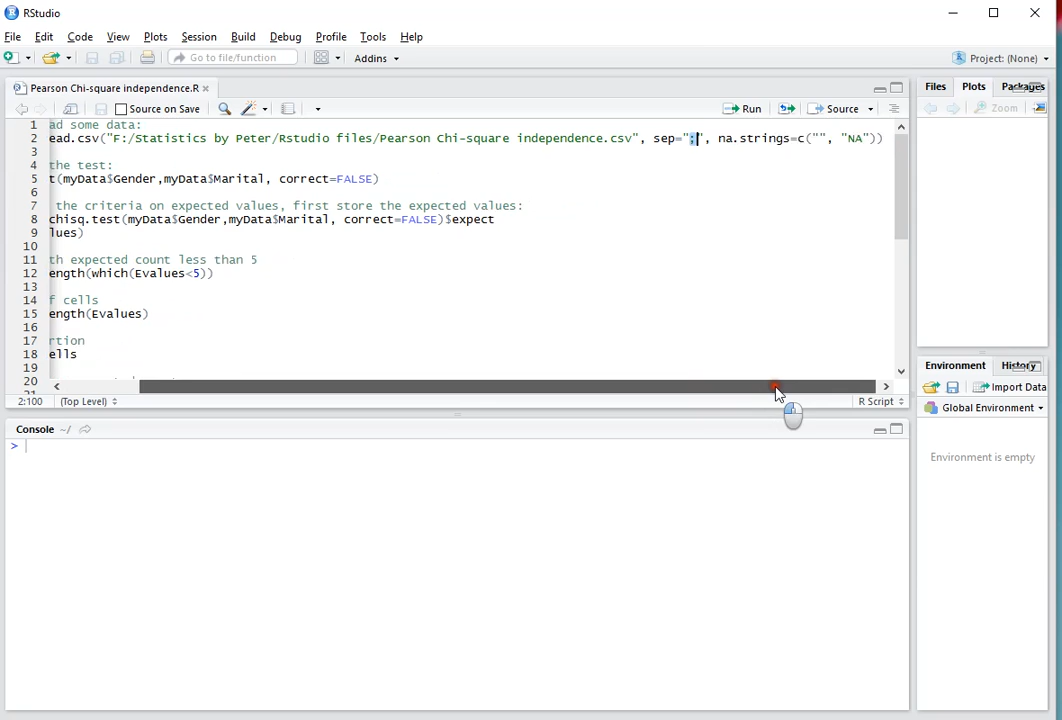 RStudio
File Edit Code View Plots Session Build Debug Profile Tools Help
Go to file/function Addins Project: (None)
Pearson Chi-square independence.R
Source on Save Run Source
1 ad some data:
2 ead.csv("F:/Statistics by Peter/Rstudio files/Pearson Chi-square independence.csv", sep=";", na.strings=c("", "NA"))
3
4 the test:
5 t(myData$Gender,myData$Marital, correct=FALSE)
6
7 the criteria on expected values, first store the expected values:
8 chisq.test(myData$Gender,myData$Marital, correct=FALSE)$expect
9 lues)
10
11 th expected count less than 5
12 ength(which(Evalues<5))
13
14 f cells
15 ength(Evalues)
16
17 rtion
18 ells
19
20
21
2:100 (Top Level) R Script
Console ~/
>
Files Plots Packages
Zoom
Environment History
Import Data
Global Environment
Environment is empty